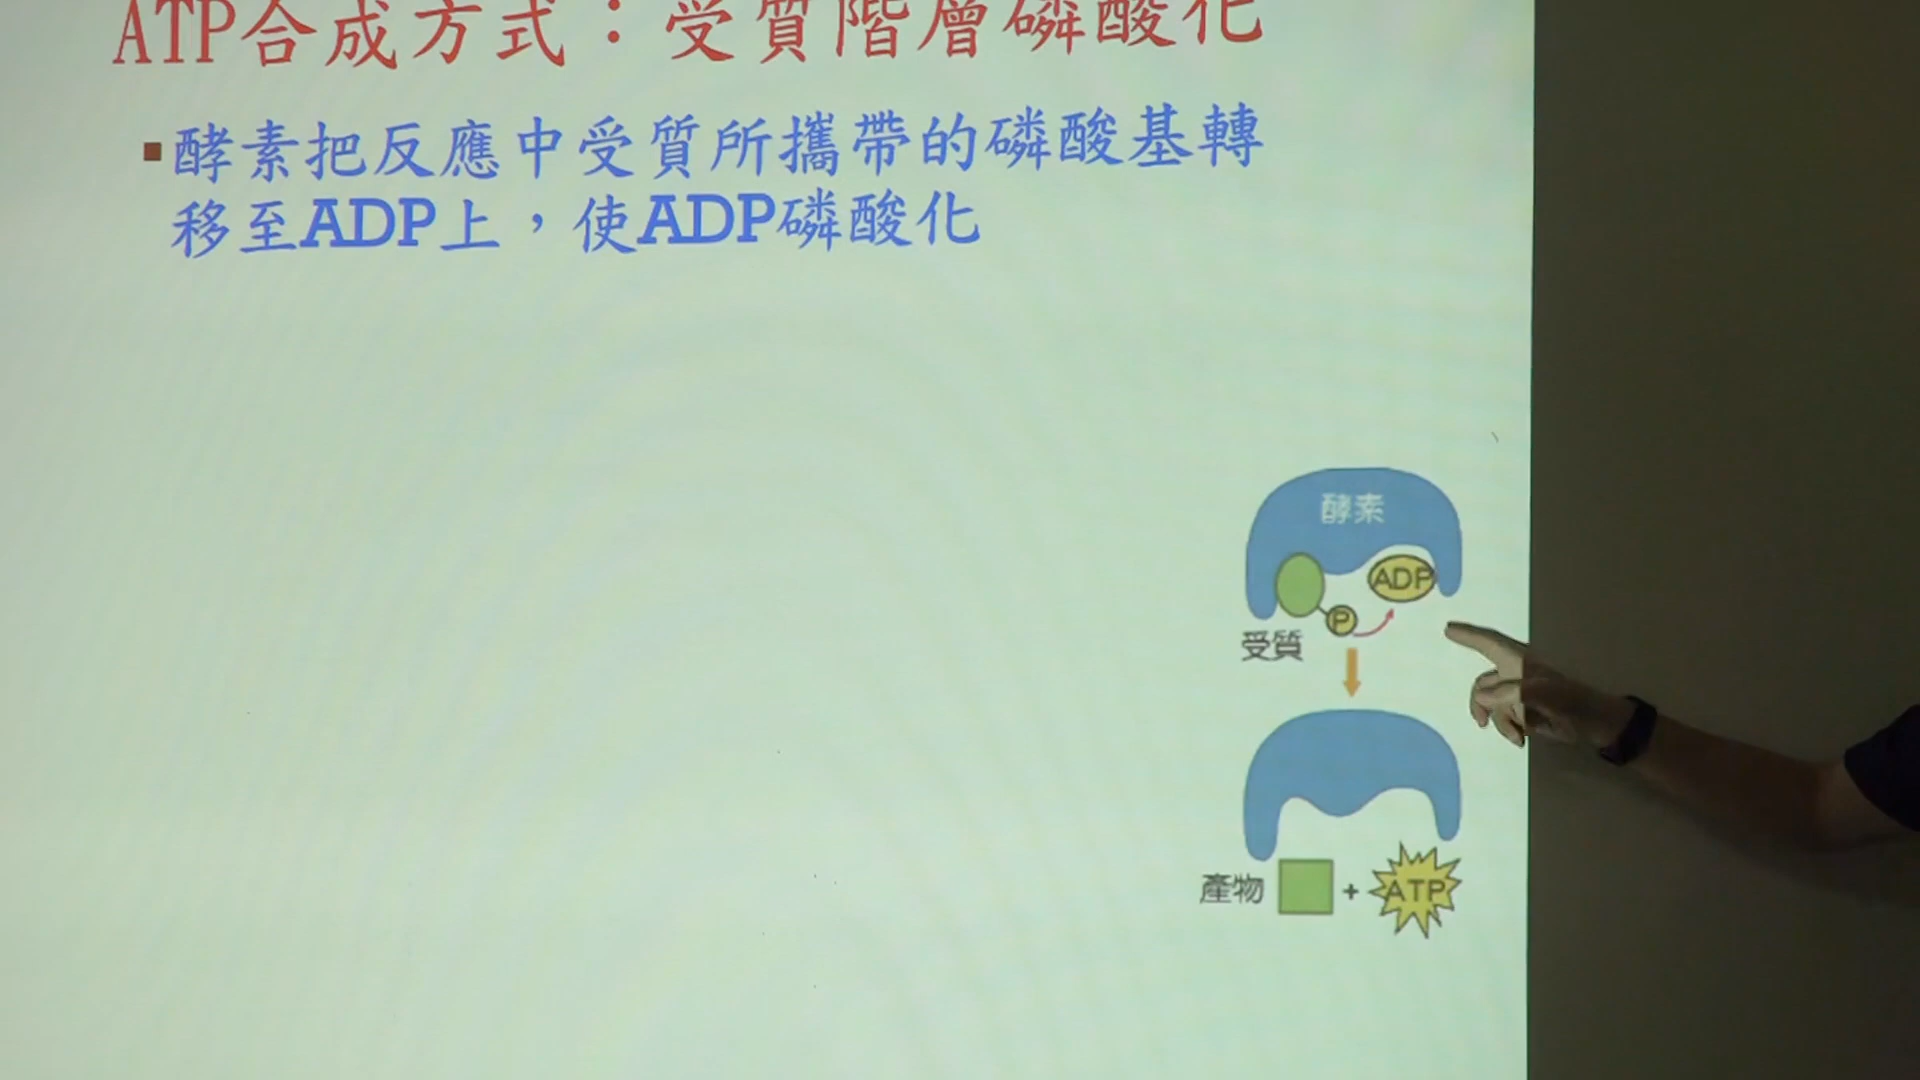 ATP合成方式：受質階層磷酸化
▪酵素把反應中受質所攜帶的磷酸基轉
移至ADP上，使ADP磷酸化
酵素
ADP
P
受質
產物 + ATP